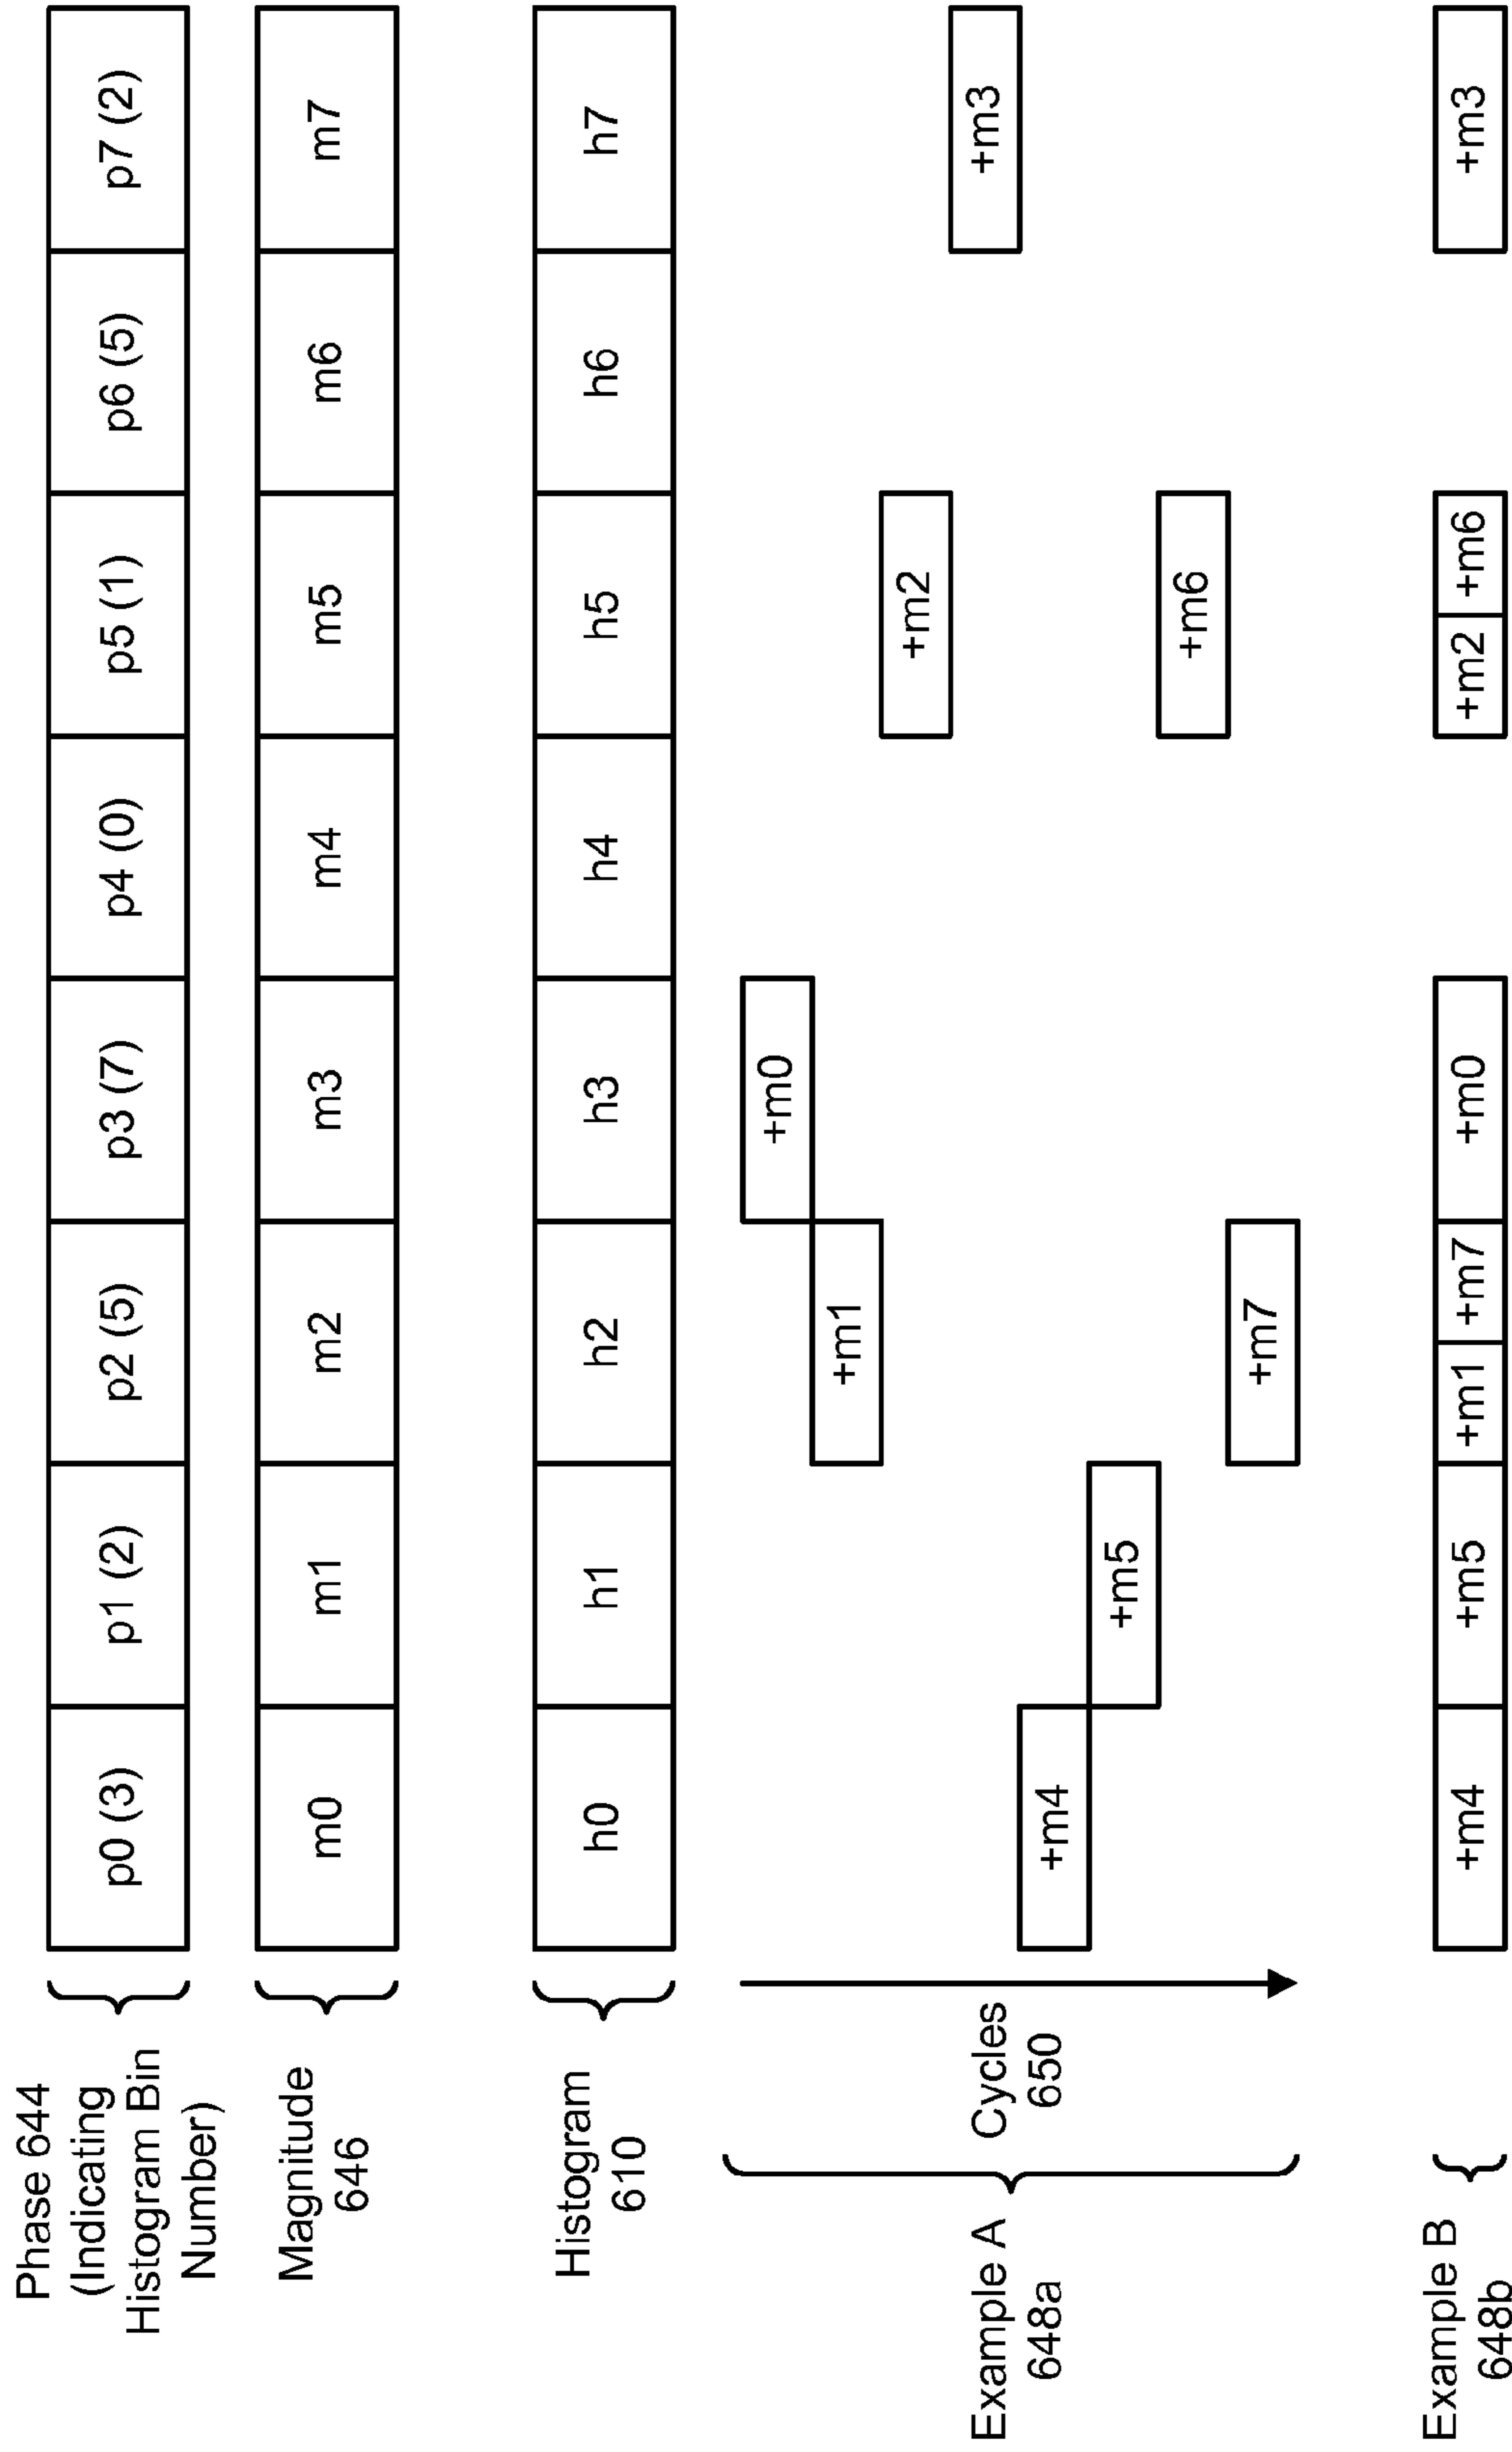 Phase 644
(Indicating
Histogram Bin
Number)
p0 (3) p1 (2) p2 (5) p3 (7) p4 (0) p5 (1) p6 (5) p7 (2)
Magnitude
646
m0 m1 m2 m3 m4 m5 m6 m7
Histogram
610
h0 h1 h2 h3 h4 h5 h6 h7
Example A
648a
Cycles
650
+m0
+m1
+m2
+m3
+m4
+m5
+m6
+m7
Example B
648b
+m4 +m5 +m1 +m7 +m0 +m2 +m6 +m3